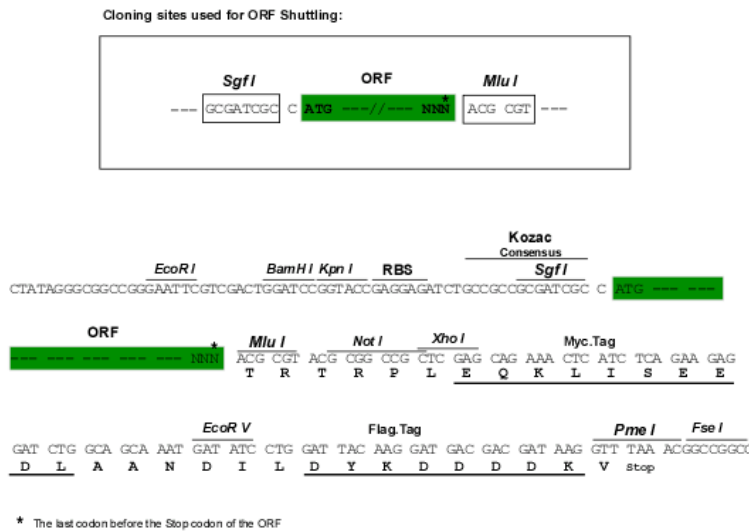 Cloning sites used for ORF Shuttling:
Sgf I ORF Mlu I
--- GCGATCGC C ATG ---//--- NNN* ACG CGT ---
Kozac
Consensus
EcoR I BamH I Kpn I RBS Sgf I
CTATAGGGCGGCCGGGAATTCGTCGACTGGATCCGGTACCGAGGAGATCTGCCGCCGCGATCGC C ATG --- ---
ORF Mlu I Not I Xho I Myc.Tag
--- --- --- --- --- --- NNN* ACG CGT ACG CGG CCG CTC GAG CAG AAA CTC ATC TCA GAA GAG
T R T R P L E Q K L I S E E
EcoR V Flag.Tag Pme I Fse I
GAT CTG GCA GCA AAT GAT ATC CTG GAT TAC AAG GAT GAC GAC GAT AAG GTT TAA ACGGCCGGCC
D L A A N D I L D Y K D D D D K V Stop
* The last codon before the Stop codon of the ORF